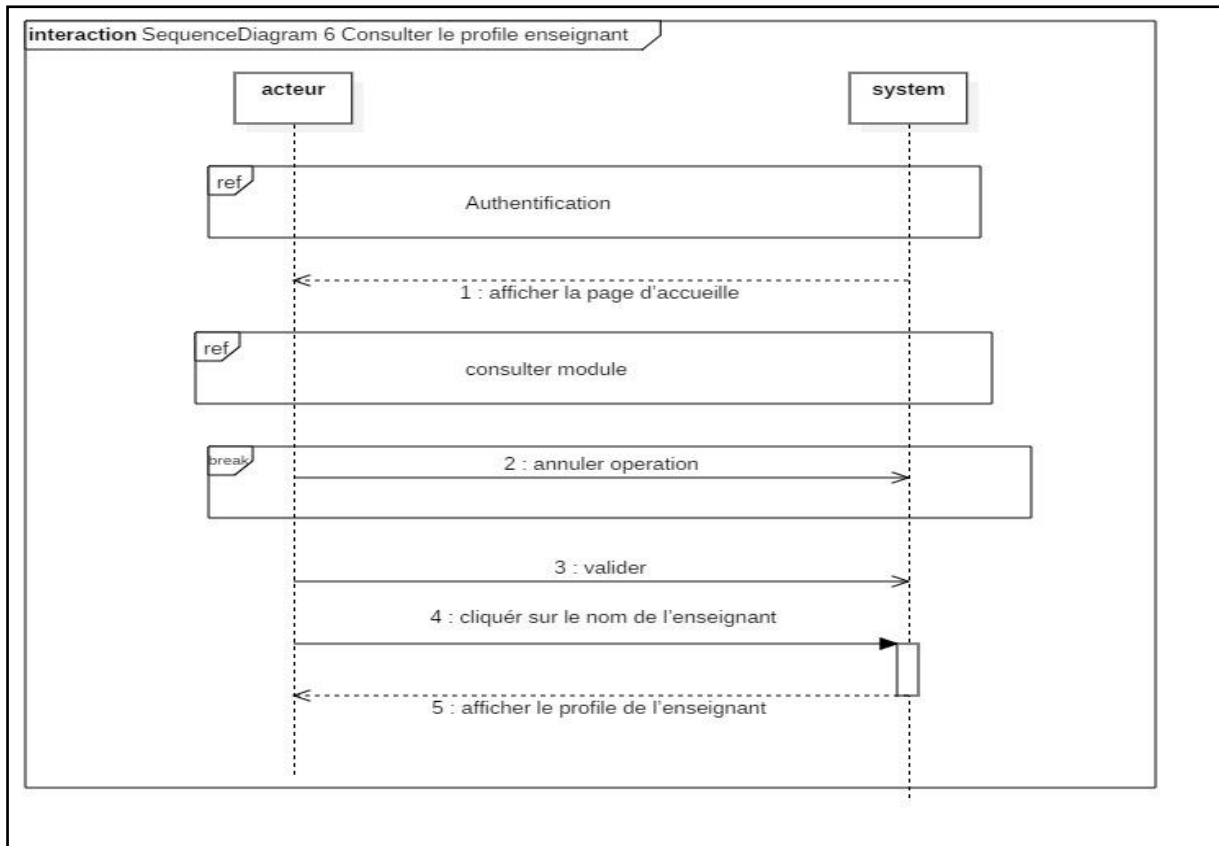 interaction SequenceDiagram 6 Consulter le profile enseignant
acteur
system
ref
Authentification
1 : afficher la page d'accueille
ref
consulter module
break
2 : annuler operation
3 : valider
4 : cliquér sur le nom de l'enseignant
5 : afficher le profile de l'enseignant